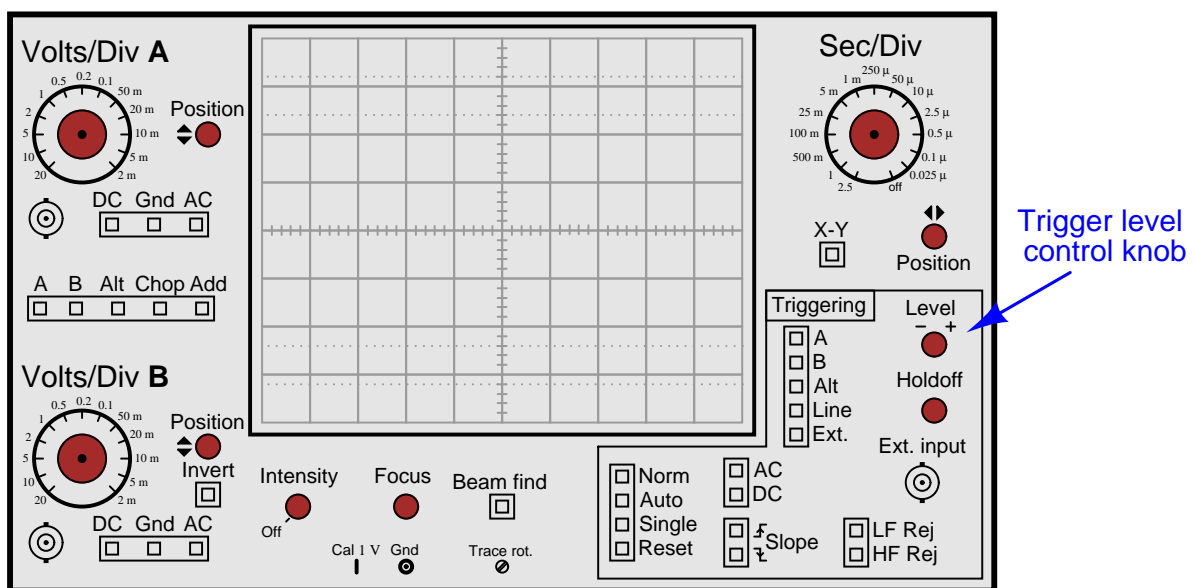 Volts/Div A
0.5 0.2 0.1
1 50 m
2 20 m
5 10 m
10 5 m
20 2 m
Position
DC Gnd AC
A B Alt Chop Add
Volts/Div B
0.5 0.2 0.1
1 50 m
2 20 m
5 10 m
10 5 m
20 2 m
Position
Invert
DC Gnd AC
Intensity
Off
Focus
Beam find
Cal 1 V Gnd
Trace rot.
Sec/Div
250 µ
1 m 50 µ
5 m 10 µ
25 m 2.5 µ
100 m 0.5 µ
500 m 0.1 µ
1 0.025 µ
2.5 off
X-Y
Position
Triggering
A
B
Alt
Line
Ext.
Level
− +
Holdoff
Ext. input
Norm
Auto
Single
Reset
AC
DC
Slope
LF Rej
HF Rej
Trigger level
control knob